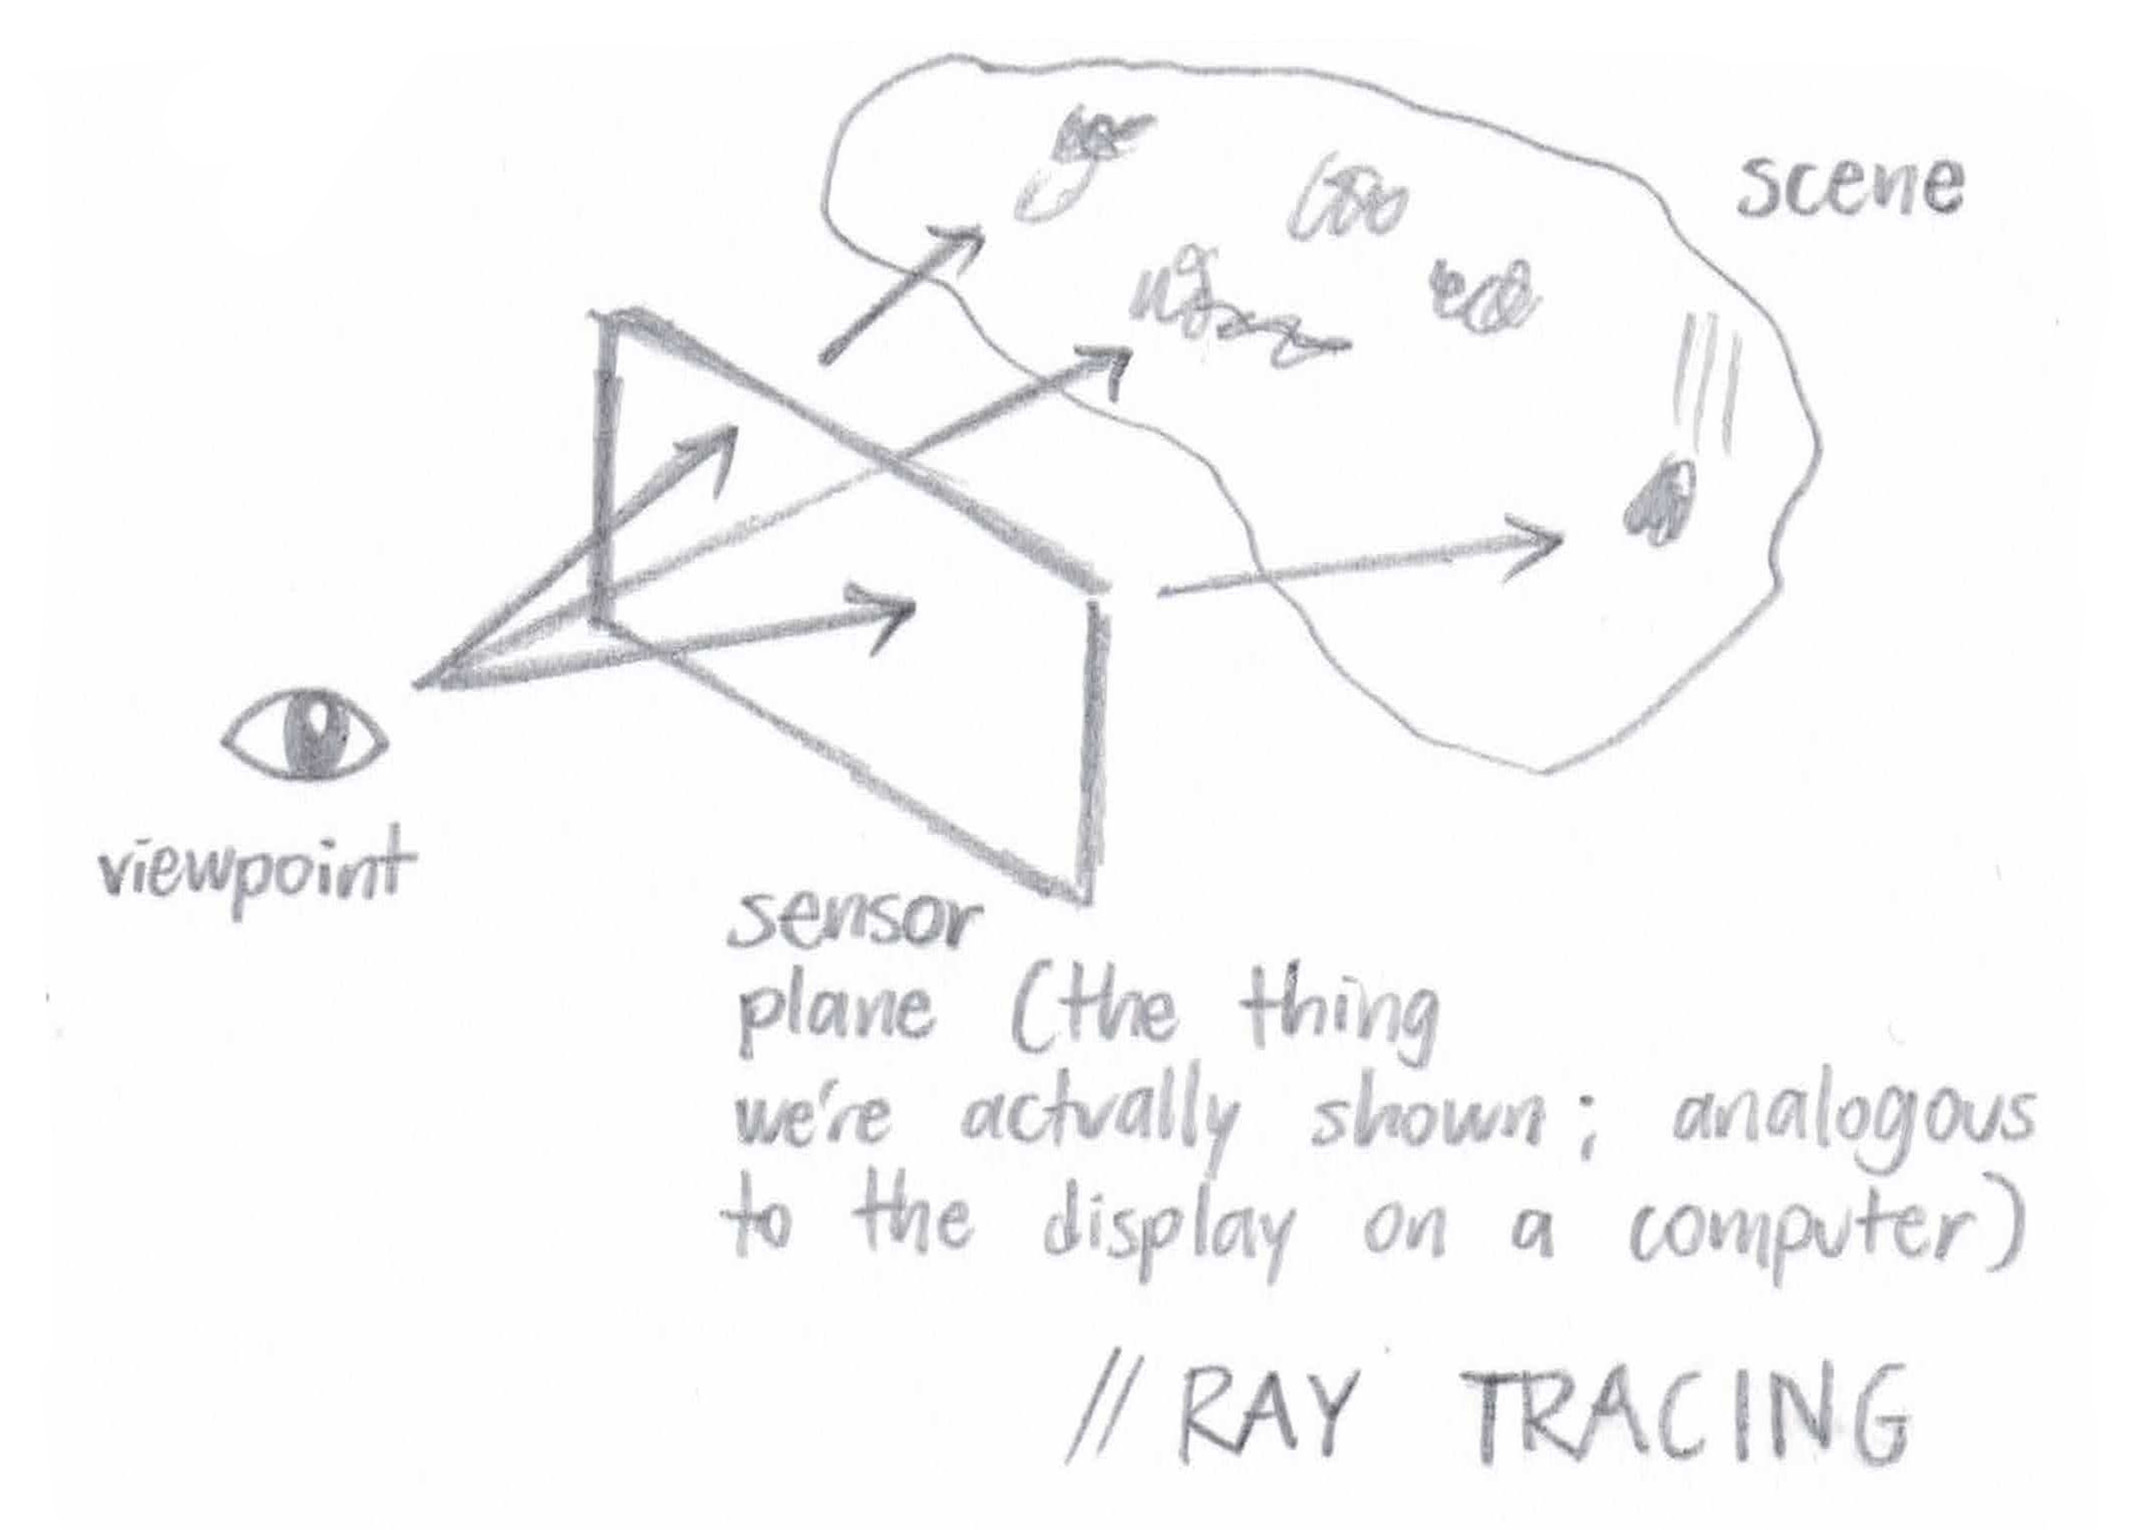 scene
viewpoint
sensor
plane (the thing
we're actually shown; analogous
to the display on a computer)
// RAY TRACING